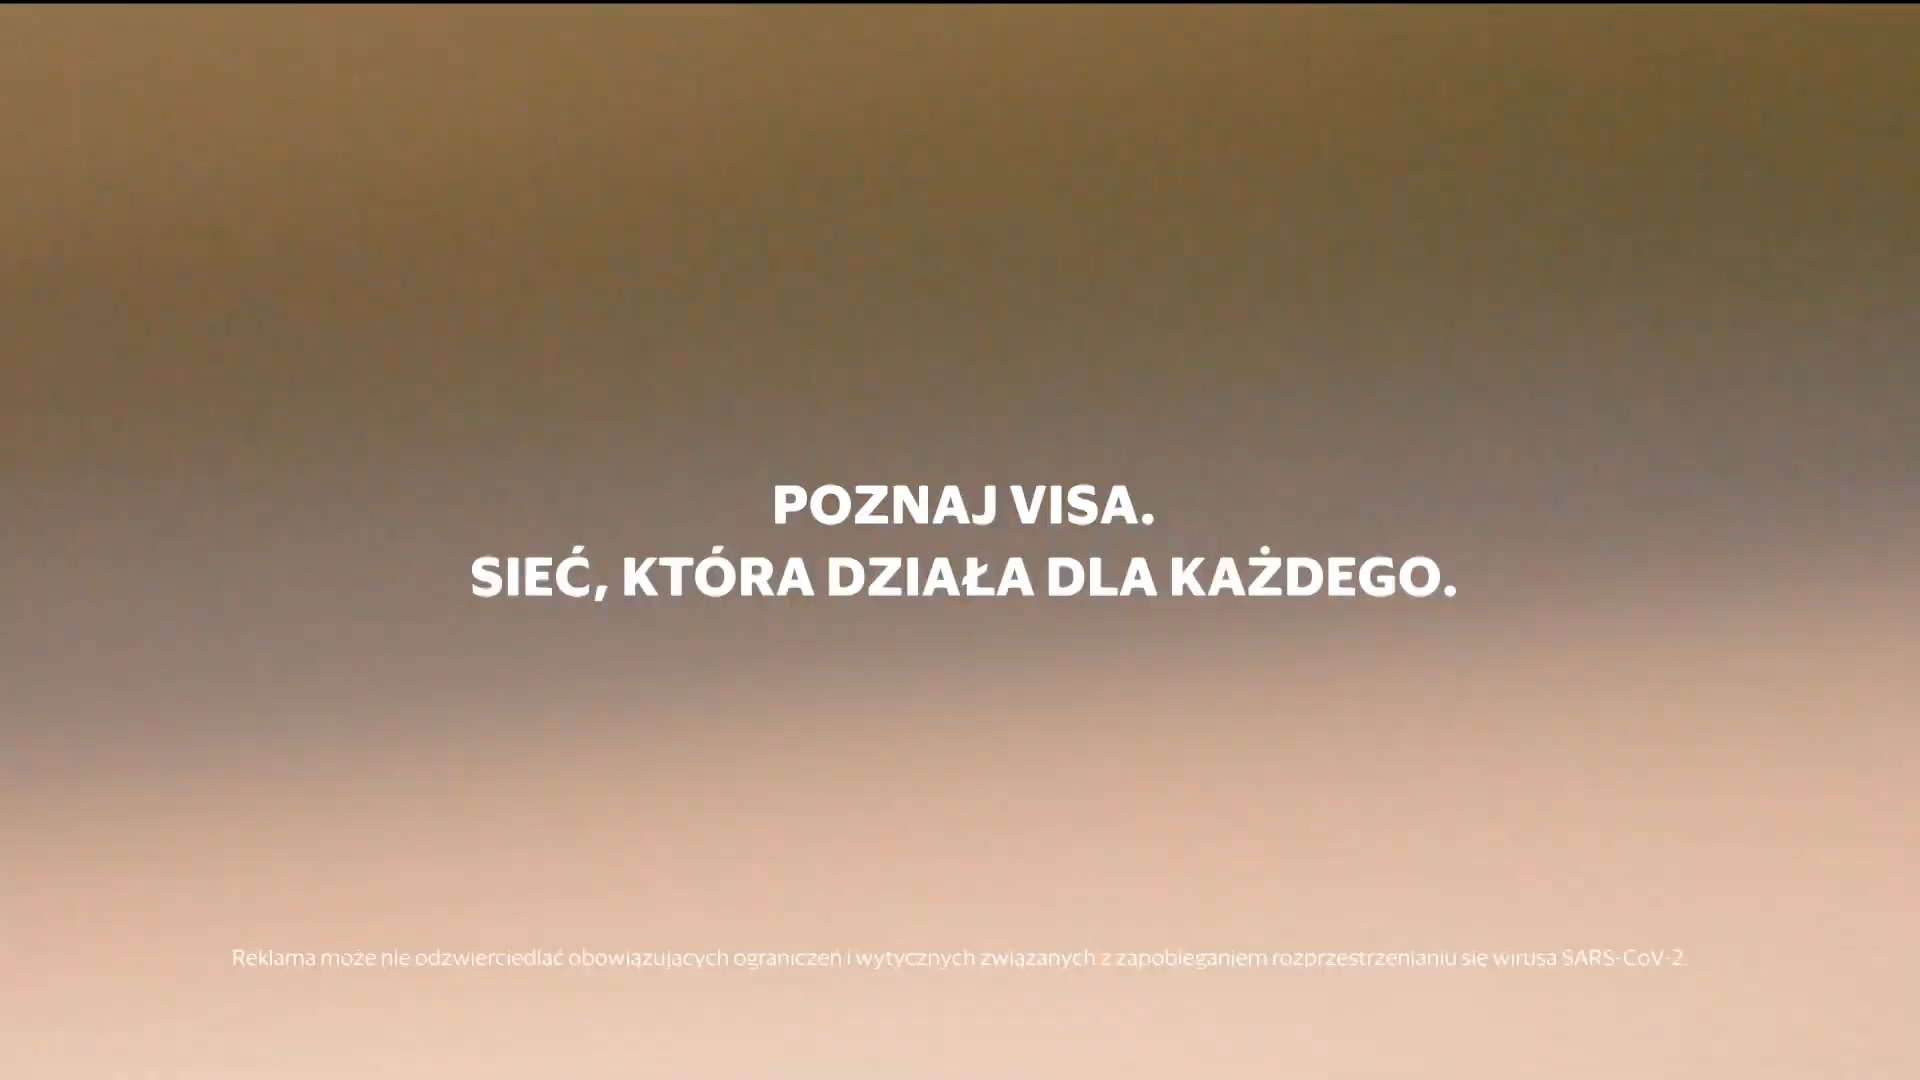 POZNAJ VISA.
SIEĆ, KTÓRA DZIAŁA DLA KAŻDEGO.
Reklama może nie odzwierciedlać obowiązujących ograniczeń i wytycznych związanych z zapobieganiem rozprzestrzenianiu się wirusa SARS-CoV-2.